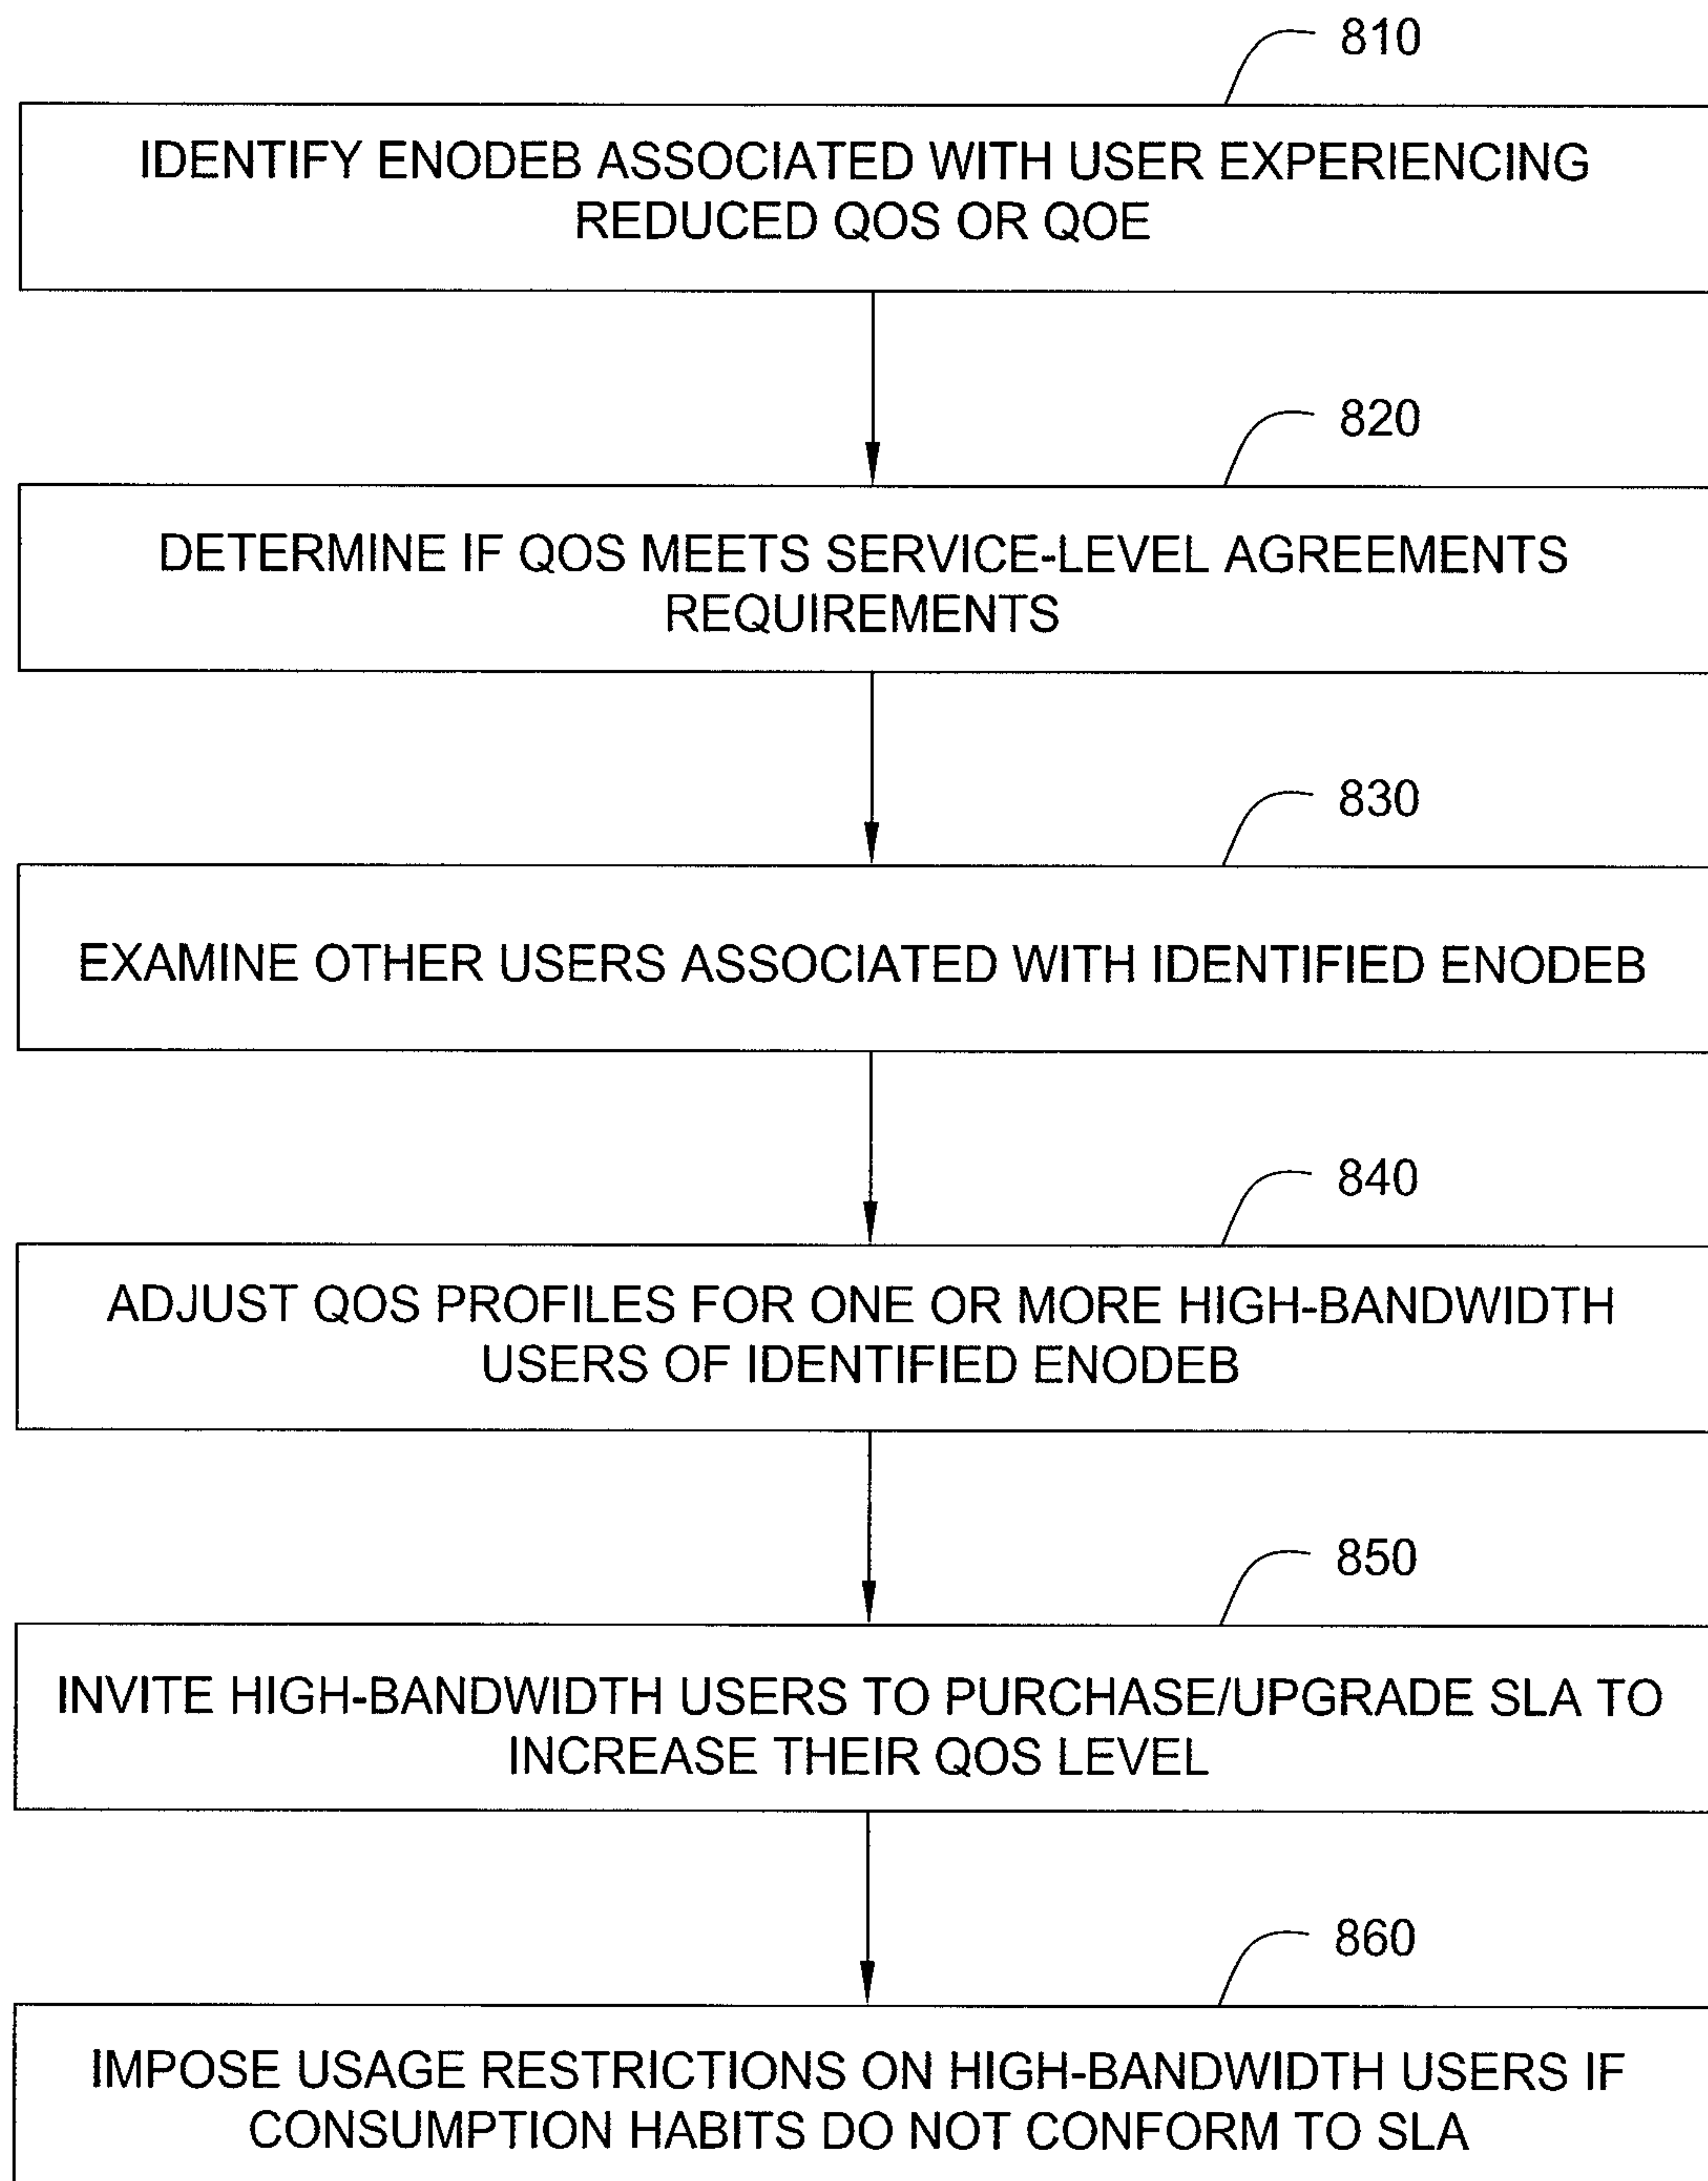 810
IDENTIFY ENODEB ASSOCIATED WITH USER EXPERIENCING
REDUCED QOS OR QOE
820
DETERMINE IF QOS MEETS SERVICE-LEVEL AGREEMENTS
REQUIREMENTS
830
EXAMINE OTHER USERS ASSOCIATED WITH IDENTIFIED ENODEB
840
ADJUST QOS PROFILES FOR ONE OR MORE HIGH-BANDWIDTH
USERS OF IDENTIFIED ENODEB
850
INVITE HIGH-BANDWIDTH USERS TO PURCHASE/UPGRADE SLA TO
INCREASE THEIR QOS LEVEL
860
IMPOSE USAGE RESTRICTIONS ON HIGH-BANDWIDTH USERS IF
CONSUMPTION HABITS DO NOT CONFORM TO SLA